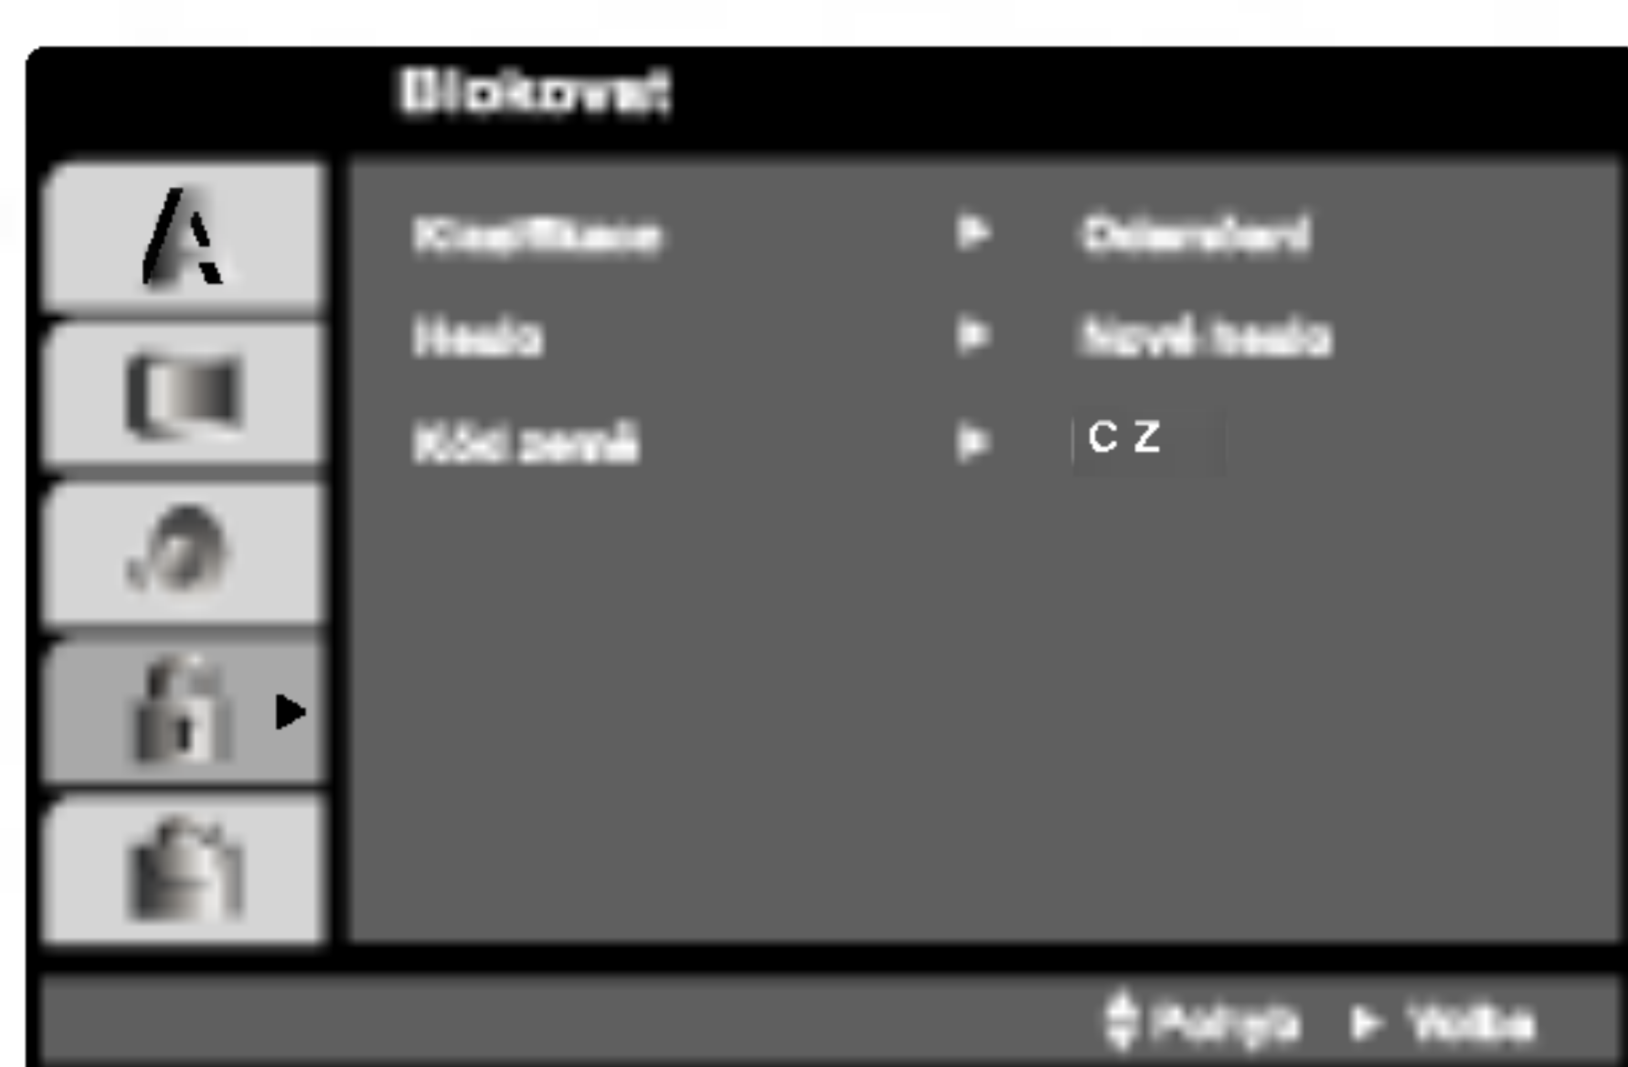 Blokovat
Klasifikace ► Odemčení
Heslo ► Nové heslo
Kód země ► C Z
Pohyb ► Volba